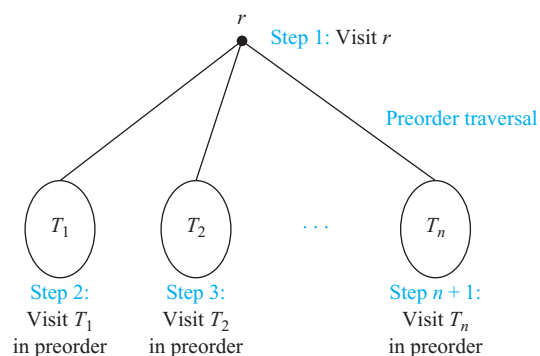 r
Step 1: Visit r
Preorder traversal
T1
T2
. . .
Tn
Step 2:
Visit T1
in preorder
Step 3:
Visit T2
in preorder
Step n + 1:
Visit Tn
in preorder